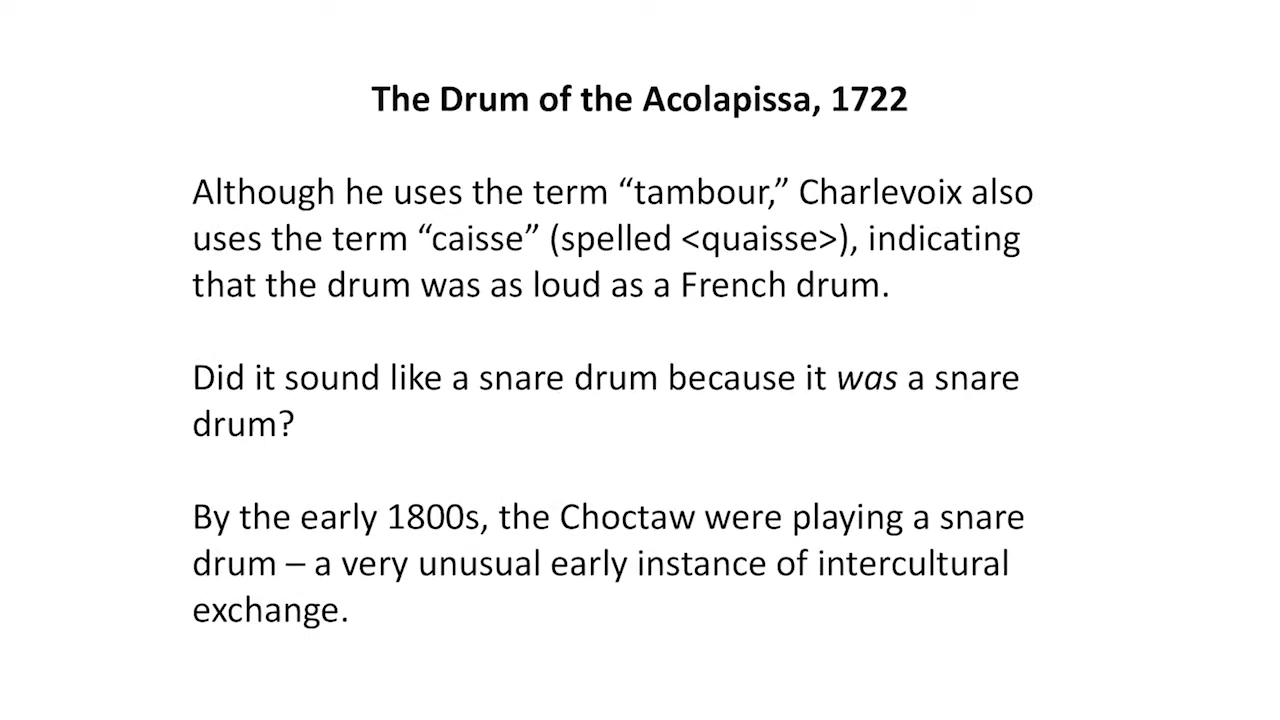 The Drum of the Acolapissa, 1722
Although he uses the term “tambour,” Charlevoix also
uses the term “caisse” (spelled <quaisse>), indicating
that the drum was as loud as a French drum.
Did it sound like a snare drum because it was a snare
drum?
By the early 1800s, the Choctaw were playing a snare
drum – a very unusual early instance of intercultural
exchange.